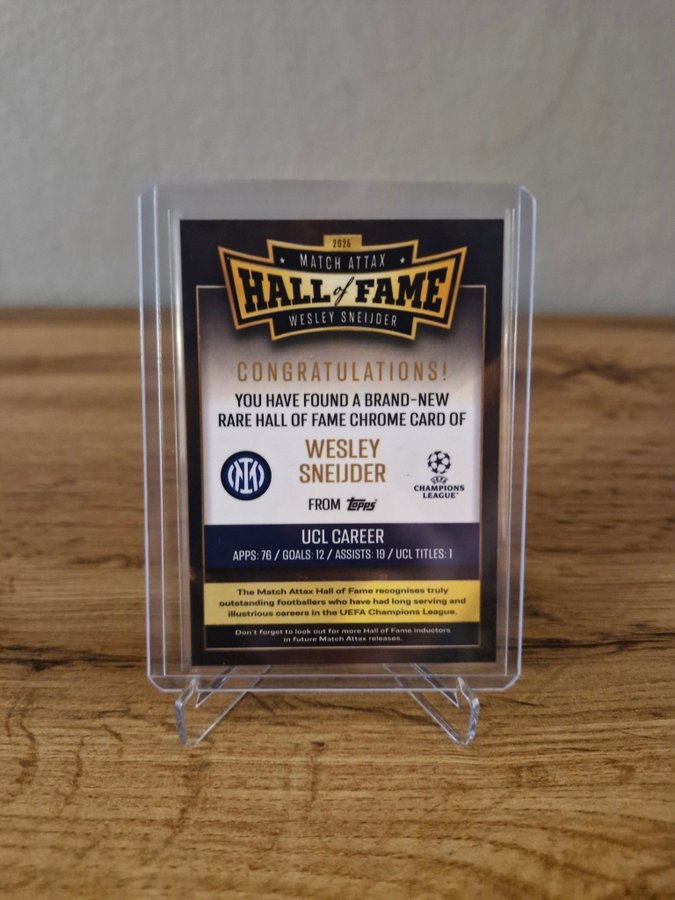 2025
MATCH ATTAX
HALL of FAME
WESLEY SNEIJDER
CONGRATULATIONS!
YOU HAVE FOUND A BRAND-NEW
RARE HALL OF FAME CHROME CARD OF
WESLEY
SNEIJDER
UEFA
CHAMPIONS
LEAGUE
FROM Topps
UCL CAREER
APPS: 76 / GOALS: 12 / ASSISTS: 19 / UCL TITLES: 1
The Match Attax Hall of Fame recognises truly
outstanding footballers who have had long serving and
illustrious careers in the UEFA Champions League.
Don't forget to look out for more Hall of Fame inductors
in future Match Attax releases.